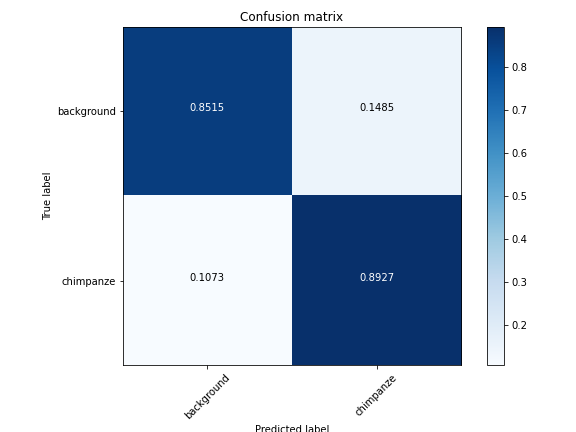 Confusion matrix
background
0.8515
0.1485
True label
chimpanze
0.1073
0.8927
background
chimpanze
Predicted label
0.8
0.7
0.6
0.5
0.4
0.3
0.2